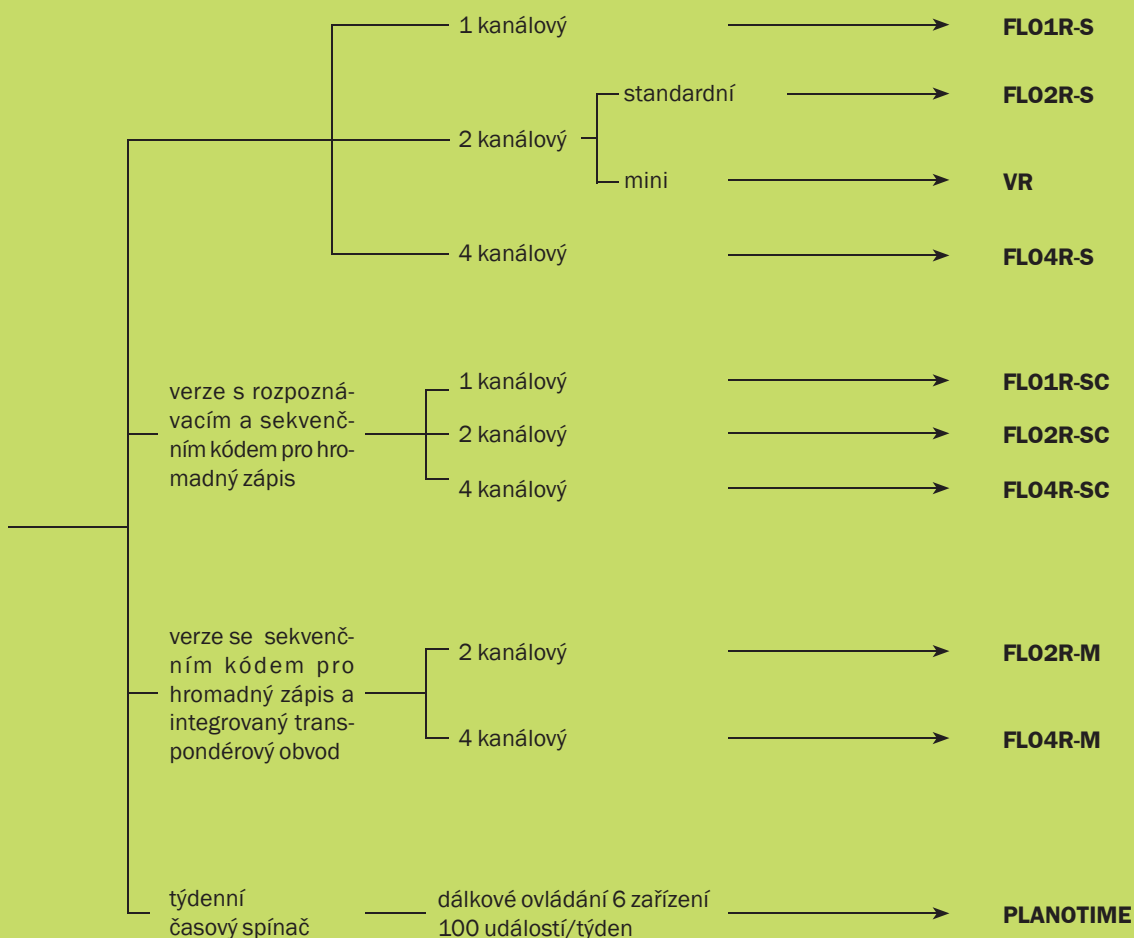 1 kanálový FLO1R-S
standardní FLO2R-S
2 kanálový
mini VR
4 kanálový FLO4R-S
verze s rozpozná-
vacím a sekvenč-
ním kódem pro hro-
madný zápis
1 kanálový FLO1R-SC
2 kanálový FLO2R-SC
4 kanálový FLO4R-SC
verze se sekvenč-
ním kódem pro
hromadný zápis a
integrovaný trans-
pondérový obvod
2 kanálový FLO2R-M
4 kanálový FLO4R-M
týdenní
časový spínač
dálkové ovládání 6 zařízení
100 událostí/týden
PLANOTIME